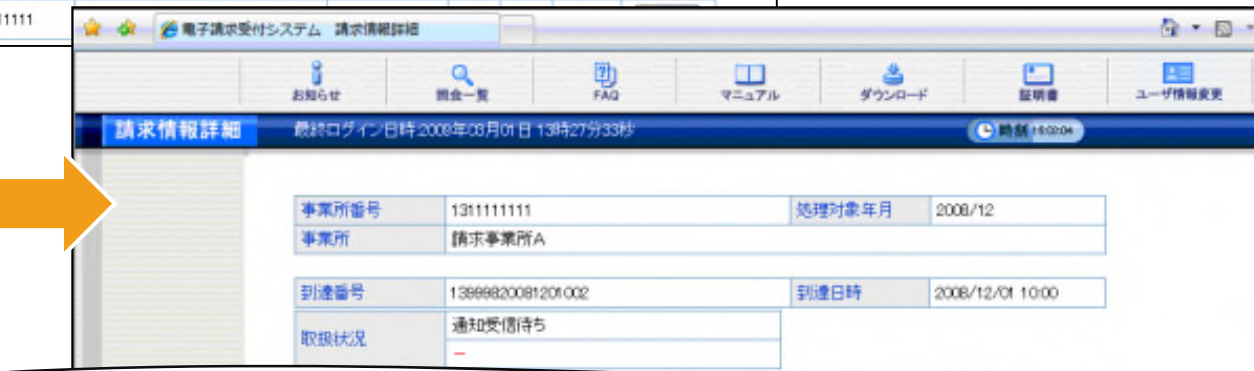 11111
電子請求受付システム 請求情報詳細
お知らせ 照会一覧 FAQ マニュアル ダウンロード 証明書 ユーザ情報変更
請求情報詳細 最終ログイン日時:2009年03月01日 13時27分33秒 時刻
事業所番号 1311111111 処理対象年月 2008/12
事業所 請求事業所A
到達番号 13999820081201002 到達日時 2008/12/01 10:00
取扱状況 通知受信待ち
–